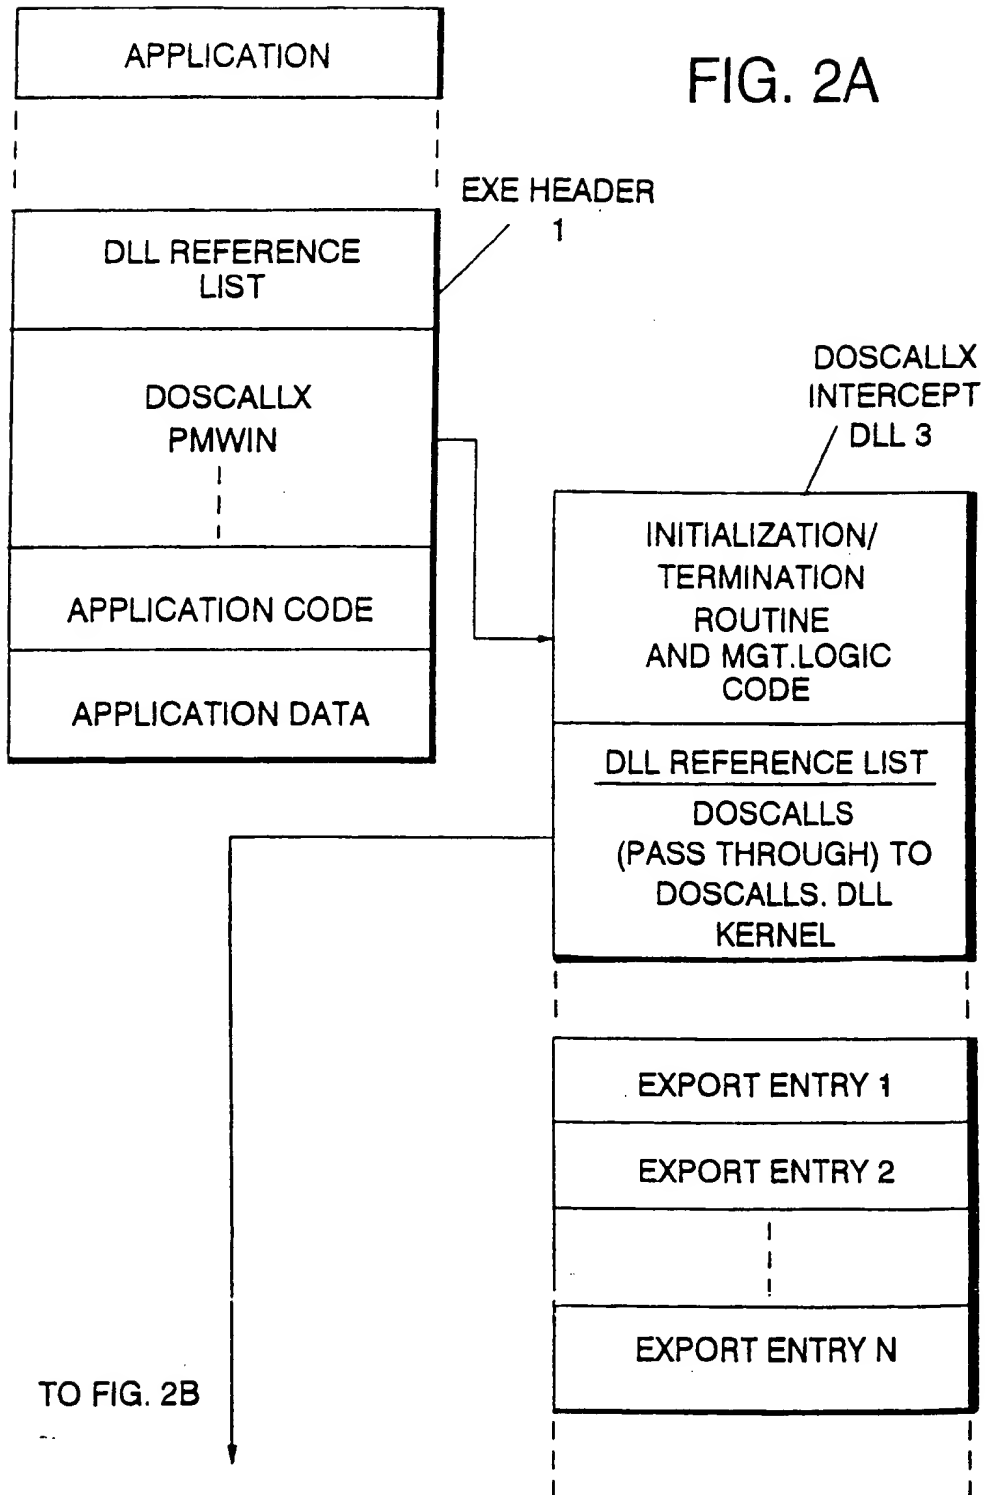 APPLICATION
FIG. 2A
EXE HEADER
1
DLL REFERENCE
LIST
DOSCALLX
PMWIN
APPLICATION CODE
APPLICATION DATA
DOSCALLX
INTERCEPT
DLL 3
INITIALIZATION/
TERMINATION
ROUTINE
AND MGT.LOGIC
CODE
DLL REFERENCE LIST
DOSCALLS
(PASS THROUGH) TO
DOSCALLS. DLL
KERNEL
EXPORT ENTRY 1
EXPORT ENTRY 2
EXPORT ENTRY N
TO FIG. 2B